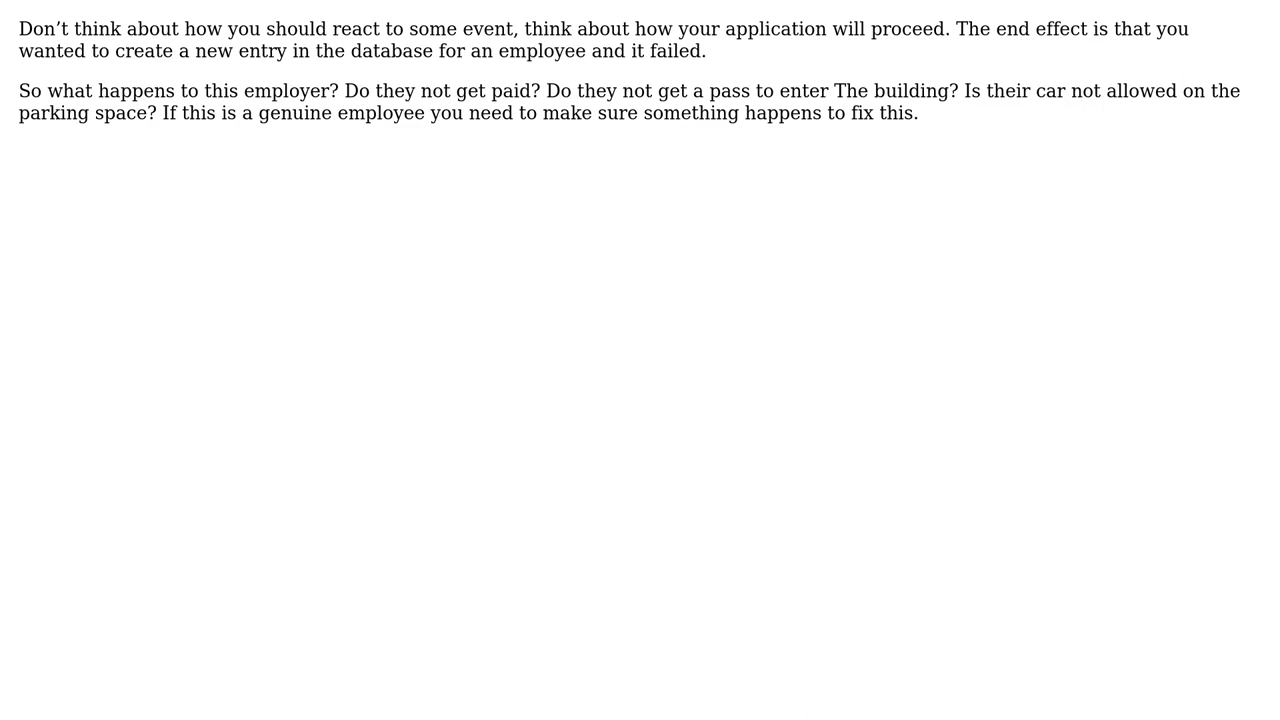 Don’t think about how you should react to some event, think about how your application will proceed. The end effect is that you
wanted to create a new entry in the database for an employee and it failed.
So what happens to this employer? Do they not get paid? Do they not get a pass to enter The building? Is their car not allowed on the
parking space? If this is a genuine employee you need to make sure something happens to fix this.